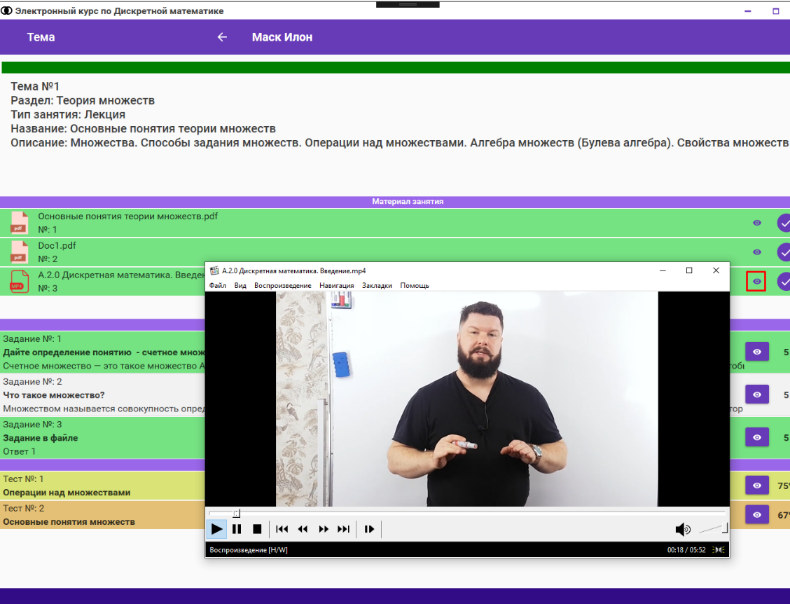 Электронный курс по Дискретной математике
Тема
Маск Илон
Тема №1
Раздел: Теория множеств
Тип занятия: Лекция
Название: Основные понятия теории множеств
Описание: Множества. Способы задания множеств. Операции над множествами. Алгебра множеств (Булева алгебра). Свойства множеств
Материал занятия
pdf
Основные понятия теории множеств.pdf
№: 1
pdf
Doc1.pdf
№: 2
MP4
А.2.0 Дискретная математика. Введен
№: 3
А.2.0 Дискретная математика. Введение.mp4
Файл Вид Воспроизведение Навигация Закладки Помощь
Задание №: 1
Дайте определение понятию - счетное множ
5
Счетное множество — это такое множество А
Задание №: 2
Что такое множество?
5
Множеством называется совокупность опред
тор
Задание №: 3
Задание в файле
5
Ответ 1
Тест №: 1
Операции над множествами
75
Тест №: 2
Основные понятия множеств
67
Воспроизведение [H/W]
00:18 / 05:52